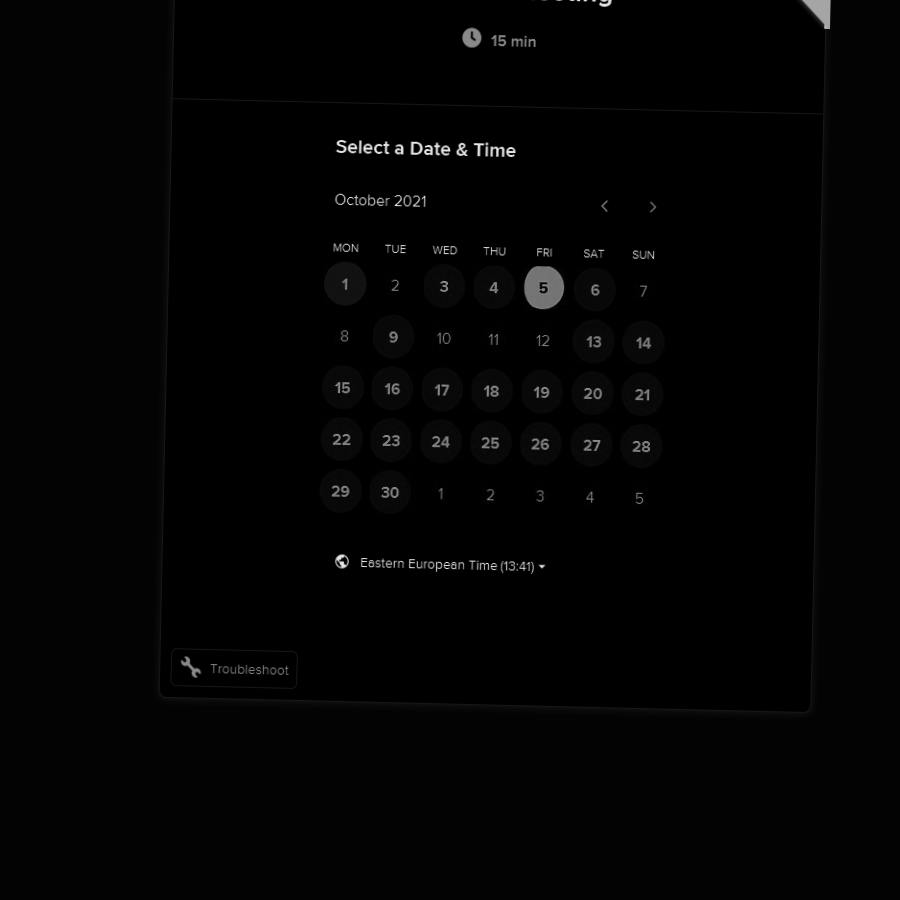 15 min
Select a Date & Time
October 2021
MON TUE WED THU FRI SAT SUN
1 2 3 4 5 6 7
8 9 10 11 12 13 14
15 16 17 18 19 20 21
22 23 24 25 26 27 28
29 30 1 2 3 4 5
Eastern European Time (13:41)
Troubleshoot